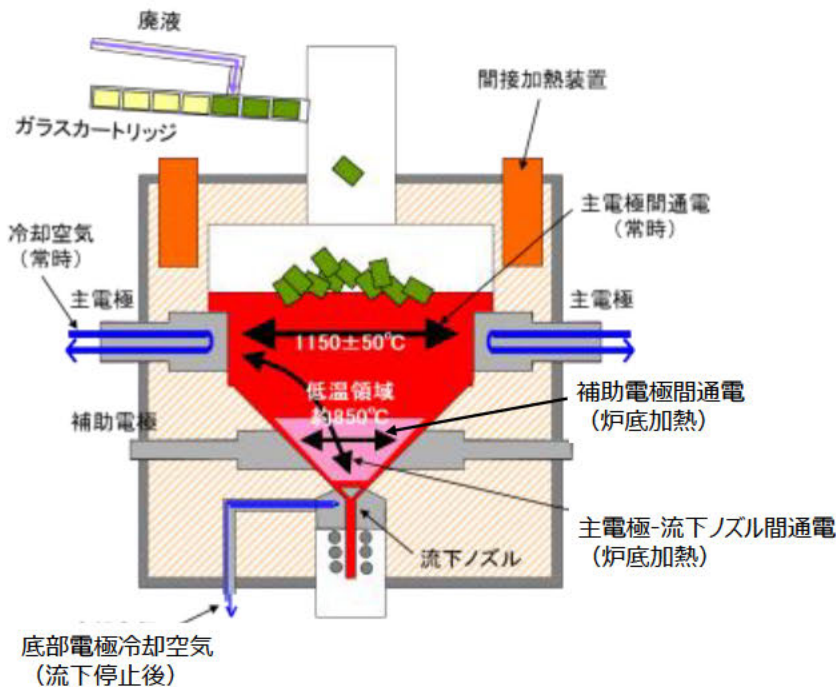 廃液
ガラスカートリッジ
間接加熱装置
冷却空気
（常時）
主電極間通電
（常時）
主電極
主電極
1150±50℃
低温領域
約850℃
補助電極
補助電極間通電
（炉底加熱）
主電極-流下ノズル間通電
（炉底加熱）
流下ノズル
底部電極冷却空気
（流下停止後）